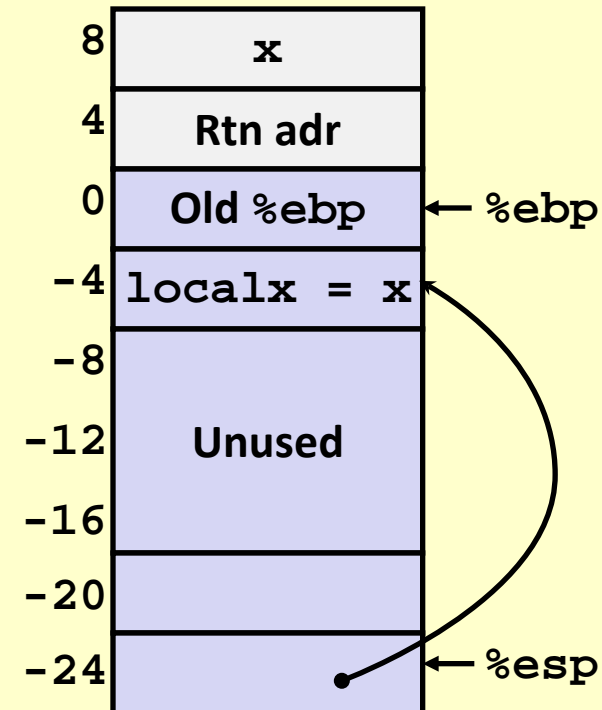 8 x
4 Rtn adr
0 Old %ebp %ebp
-4 localx = x
-8
-12 Unused
-16
-20
-24 %esp